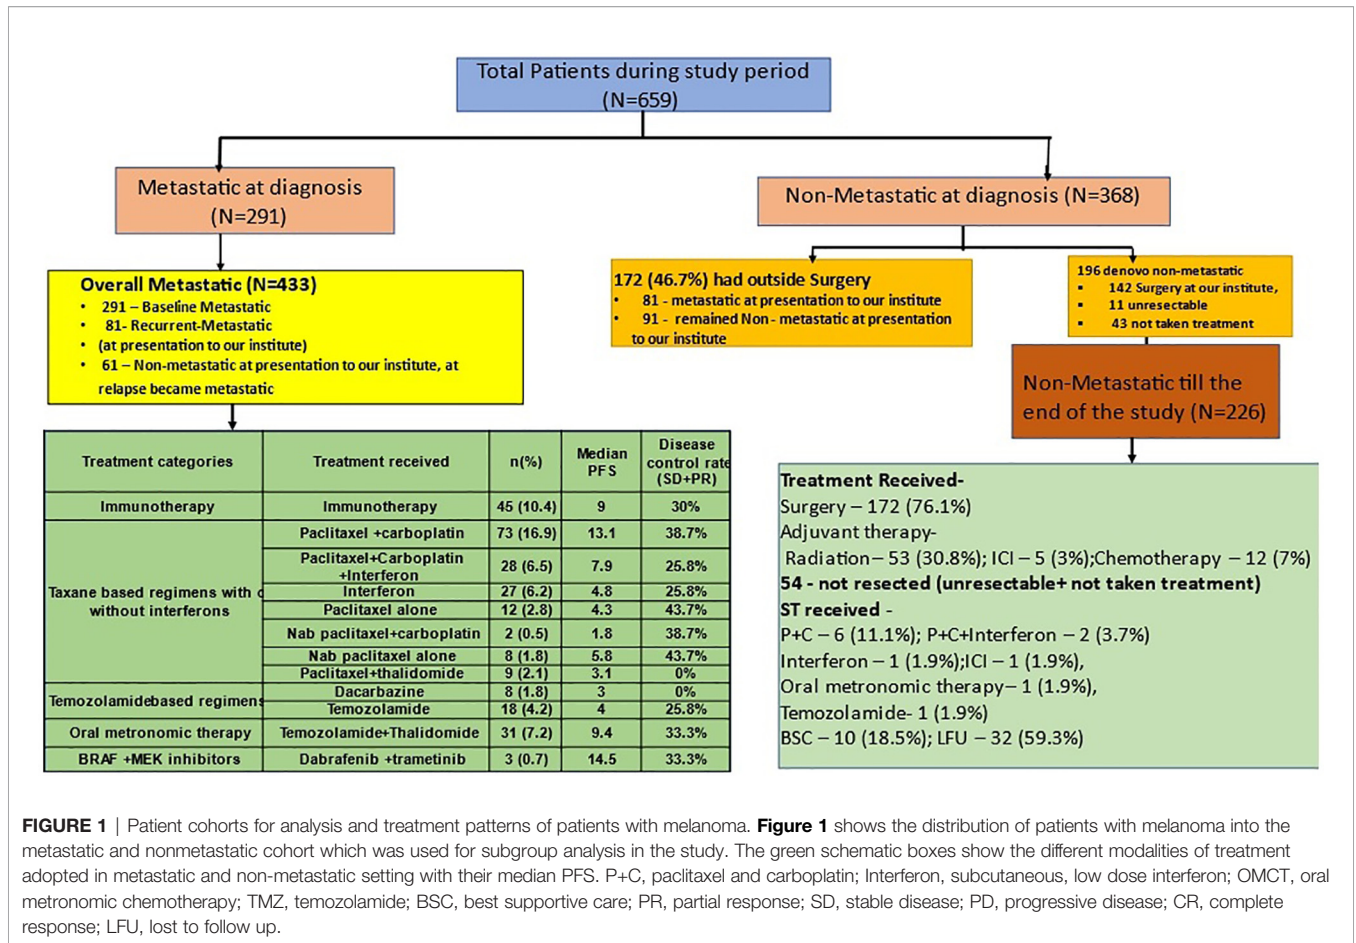 Total Patients during study period
(N=659)
Metastatic at diagnosis
(N=291)
Non-Metastatic at diagnosis (N=368)
Overall Metastatic (N=433)
• 291 – Baseline Metastatic
• 81- Recurrent-Metastatic
• (at presentation to our institute)
• 61 – Non-metastatic at presentation to our institute, at
relapse became metastatic
172 (46.7%) had outside Surgery
• 81 - metastatic at presentation to our institute
• 91 - remained Non - metastatic at presentation
to our institute
196 denovo non-metastatic
▪ 142 Surgery at our institute,
▪ 11 unresectable
▪ 43 not taken treatment
Non-Metastatic till the
end of the study (N=226)
Treatment categories Treatment received n(%) Median PFS Disease control rate (SD+PR)
Immunotherapy Immunotherapy 45 (10.4) 9 30%
Taxane based regimens with o
without interferons
Paclitaxel +carboplatin 73 (16.9) 13.1 38.7%
Paclitaxel+Carboplatin +Interferon 28 (6.5) 7.9 25.8%
Interferon 27 (6.2) 4.8 25.8%
Paclitaxel alone 12 (2.8) 4.3 43.7%
Nab paclitaxel+carboplatin 2 (0.5) 1.8 38.7%
Nab paclitaxel alone 8 (1.8) 5.8 43.7%
Paclitaxel+thalidomide 9 (2.1) 3.1 0%
Temozolamidebased regimens
Dacarbazine 8 (1.8) 3 0%
Temozolamide 18 (4.2) 4 25.8%
Oral metronomic therapy Temozolamide+Thalidomide 31 (7.2) 9.4 33.3%
BRAF +MEK inhibitors Dabrafenib +trametinib 3 (0.7) 14.5 33.3%
Treatment Received-
Surgery – 172 (76.1%)
Adjuvant therapy-
Radiation – 53 (30.8%); ICI - 5 (3%);Chemotherapy – 12 (7%)
54 - not resected (unresectable+ not taken treatment)
ST received -
P+C – 6 (11.1%); P+C+Interferon – 2 (3.7%)
Interferon – 1 (1.9%);ICI – 1 (1.9%),
Oral metronomic therapy– 1 (1.9%),
Temozolamide- 1 (1.9%)
BSC – 10 (18.5%); LFU – 32 (59.3%)
FIGURE 1 | Patient cohorts for analysis and treatment patterns of patients with melanoma. Figure 1 shows the distribution of patients with melanoma into the
metastatic and nonmetastatic cohort which was used for subgroup analysis in the study. The green schematic boxes show the different modalities of treatment
adopted in metastatic and non-metastatic setting with their median PFS. P+C, paclitaxel and carboplatin; Interferon, subcutaneous, low dose interferon; OMCT, oral
metronomic chemotherapy; TMZ, temozolamide; BSC, best supportive care; PR, partial response; SD, stable disease; PD, progressive disease; CR, complete
response; LFU, lost to follow up.